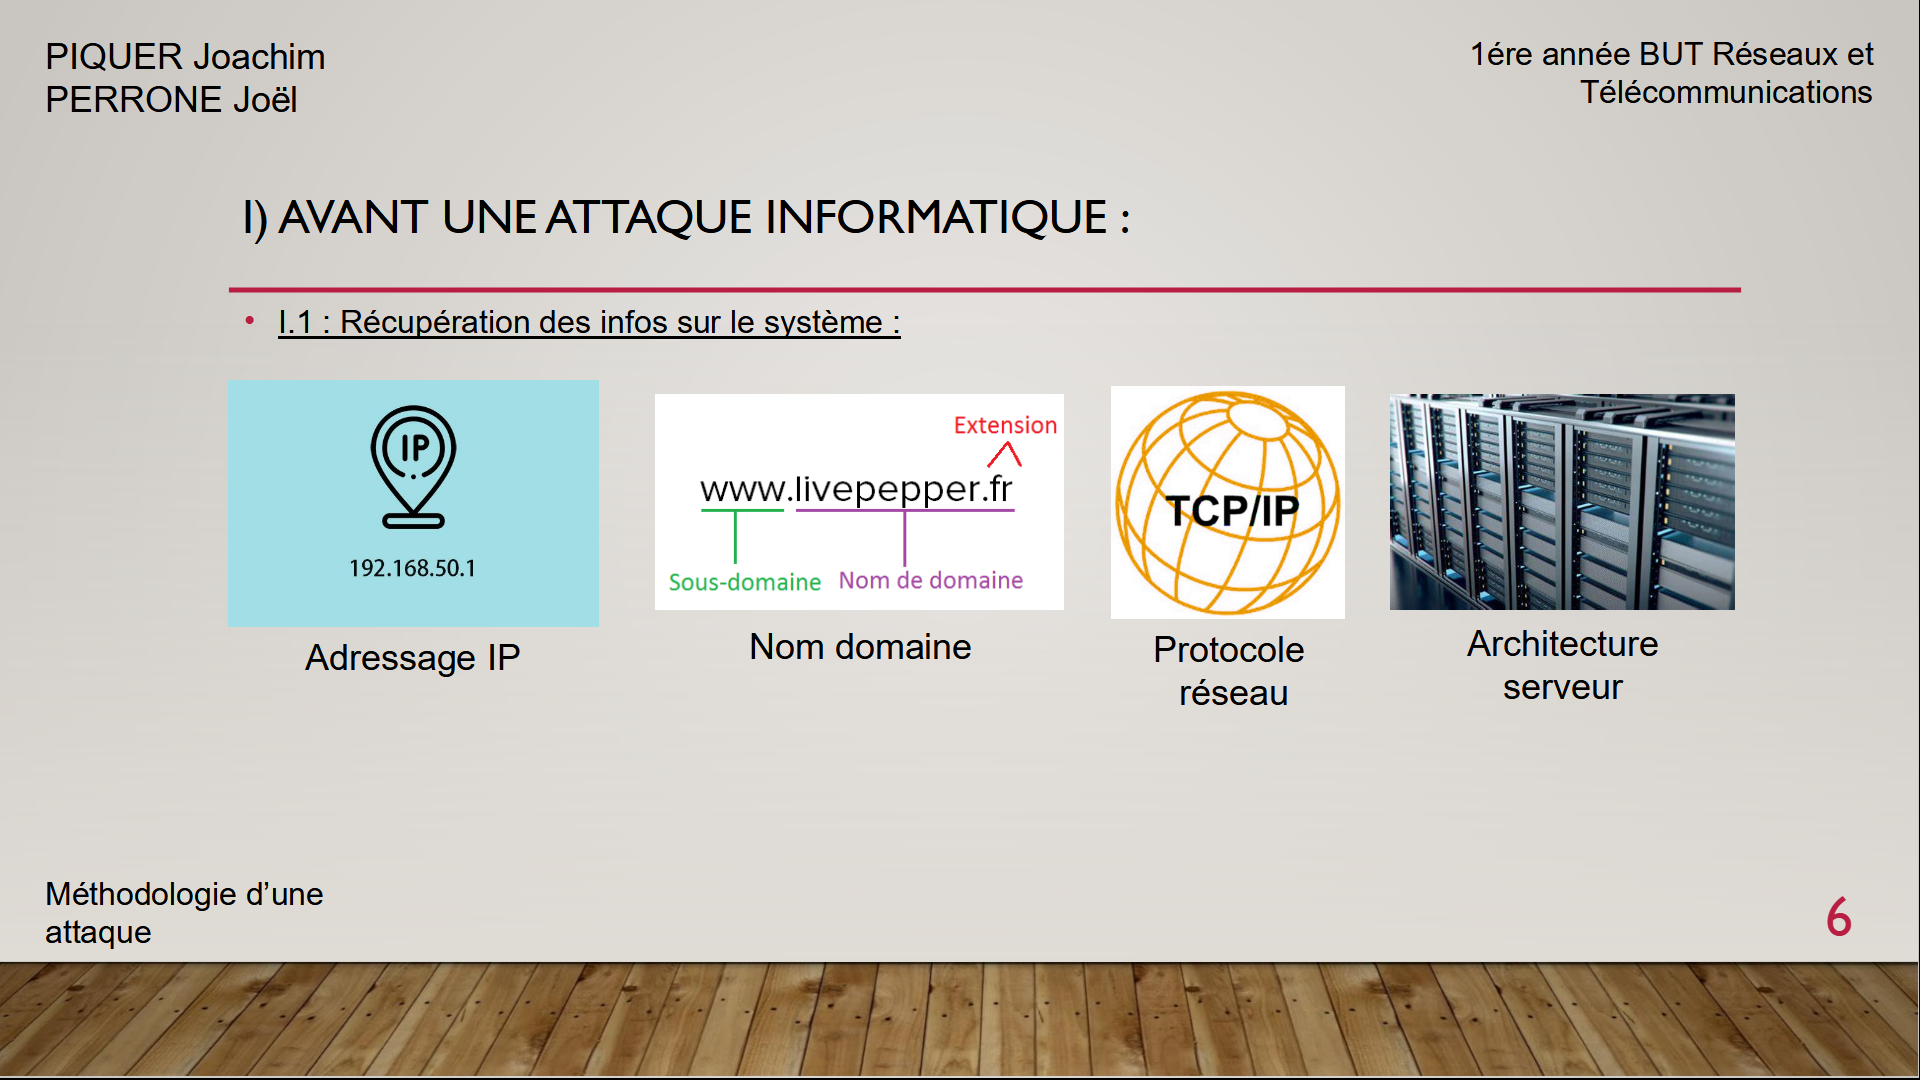 PIQUER Joachim
PERRONE Joël
1ére année BUT Réseaux et
Télécommunications
I) AVANT UNE ATTAQUE INFORMATIQUE :
• I.1 : Récupération des infos sur le système :
IP
192.168.50.1
Adressage IP
Extension
www.livepepper.fr
Sous-domaine Nom de domaine
Nom domaine
TCP/IP
Protocole
réseau
Architecture
serveur
Méthodologie d’une
attaque
6